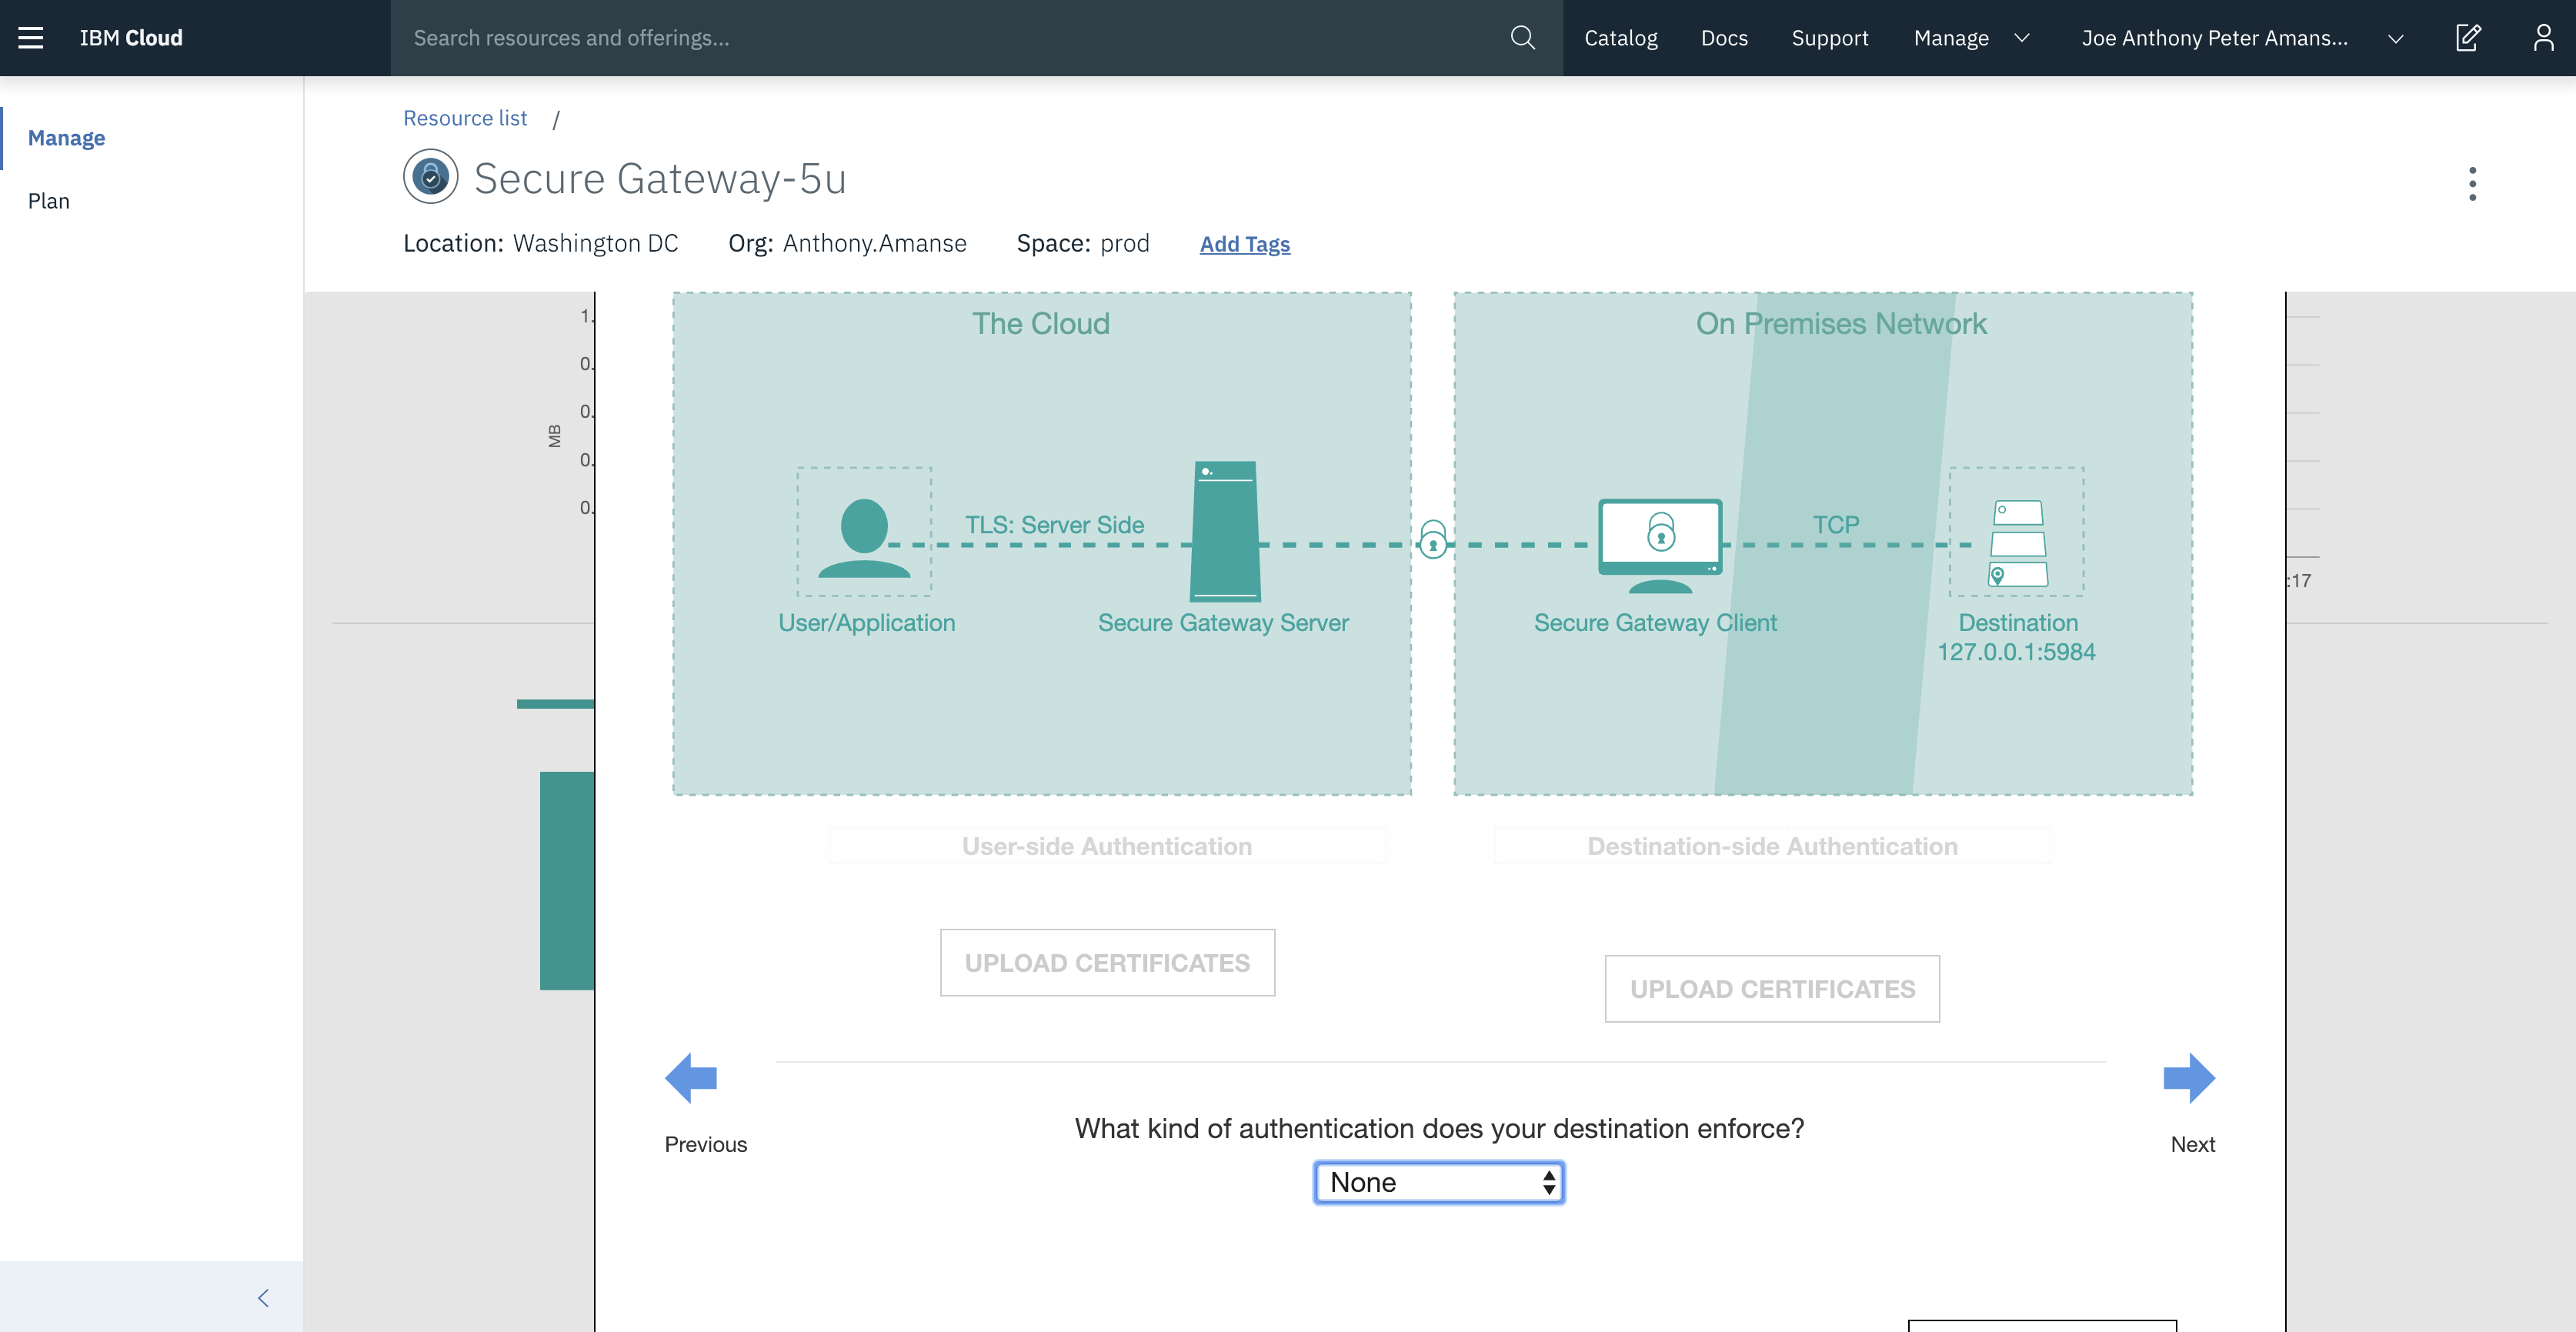 IBM Cloud
Search resources and offerings...
Catalog
Docs
Support
Manage
Joe Anthony Peter Amans...
Manage
Plan
Resource list /
Secure Gateway-5u
Location: Washington DC
Org: Anthony.Amanse
Space: prod
Add Tags
1.
0.
0.
0.
0.
MB
:17
The Cloud
On Premises Network
TLS: Server Side
TCP
User/Application
Secure Gateway Server
Secure Gateway Client
Destination
127.0.0.1:5984
User-side Authentication
Destination-side Authentication
UPLOAD CERTIFICATES
UPLOAD CERTIFICATES
Previous
Next
What kind of authentication does your destination enforce?
None